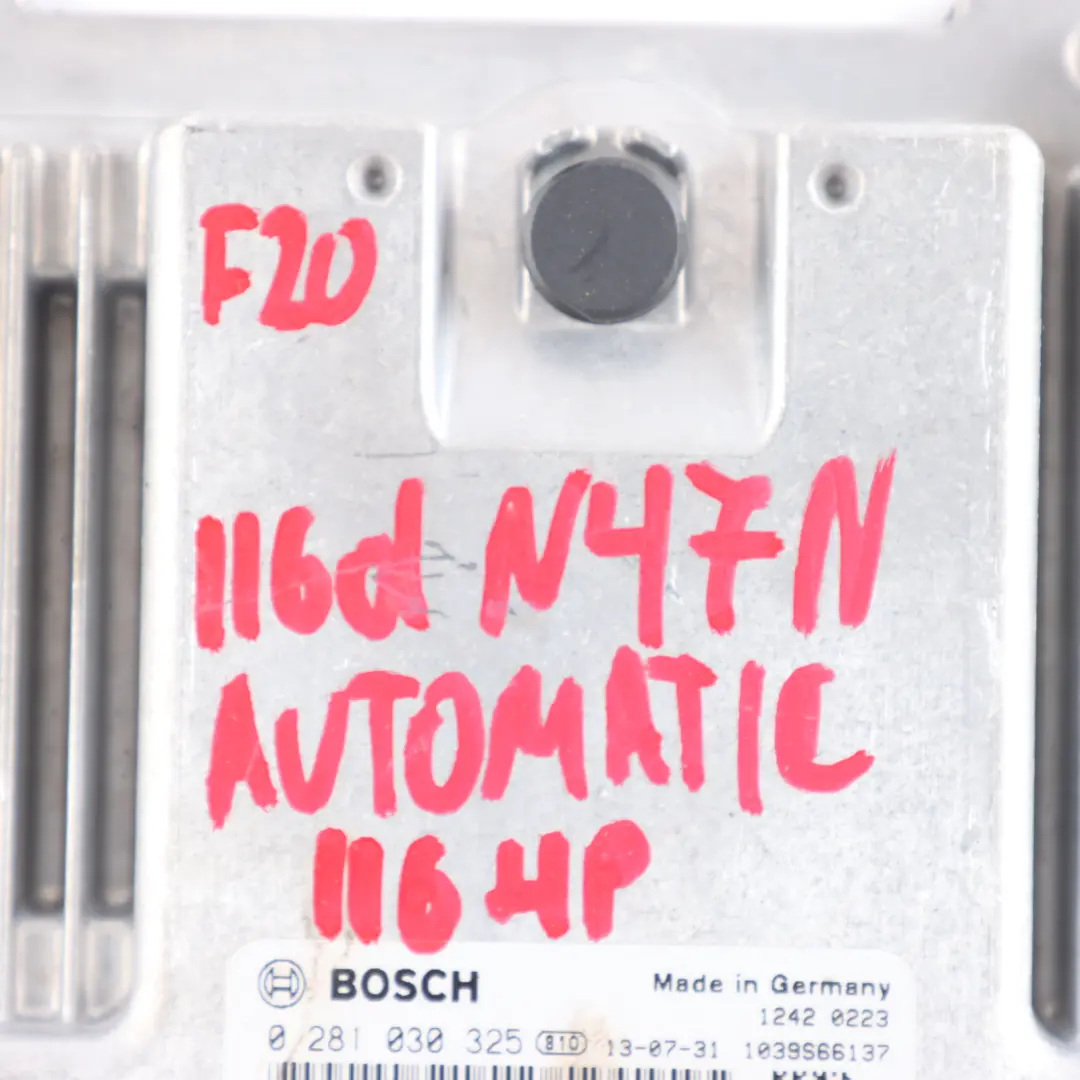 F20
116d N47N
AUTOMATIC
116 HP
BOSCH
Made in Germany
1242 0223
0 281 030 325 810 13-07-31 1039S66137